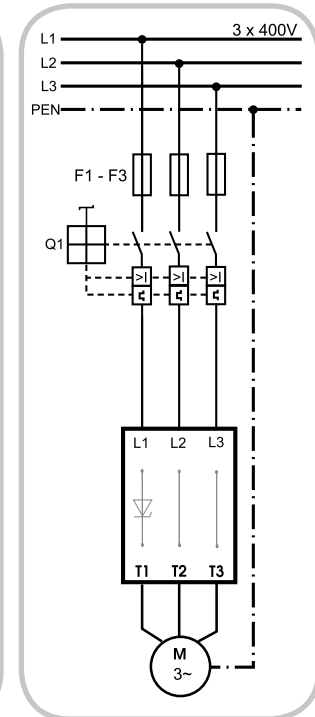 3 x 400V
L1
L2
L3
PEN
F1 - F3
Q1
>I >I >I
L1 L2 L3
T1 T2 T3
M
3~